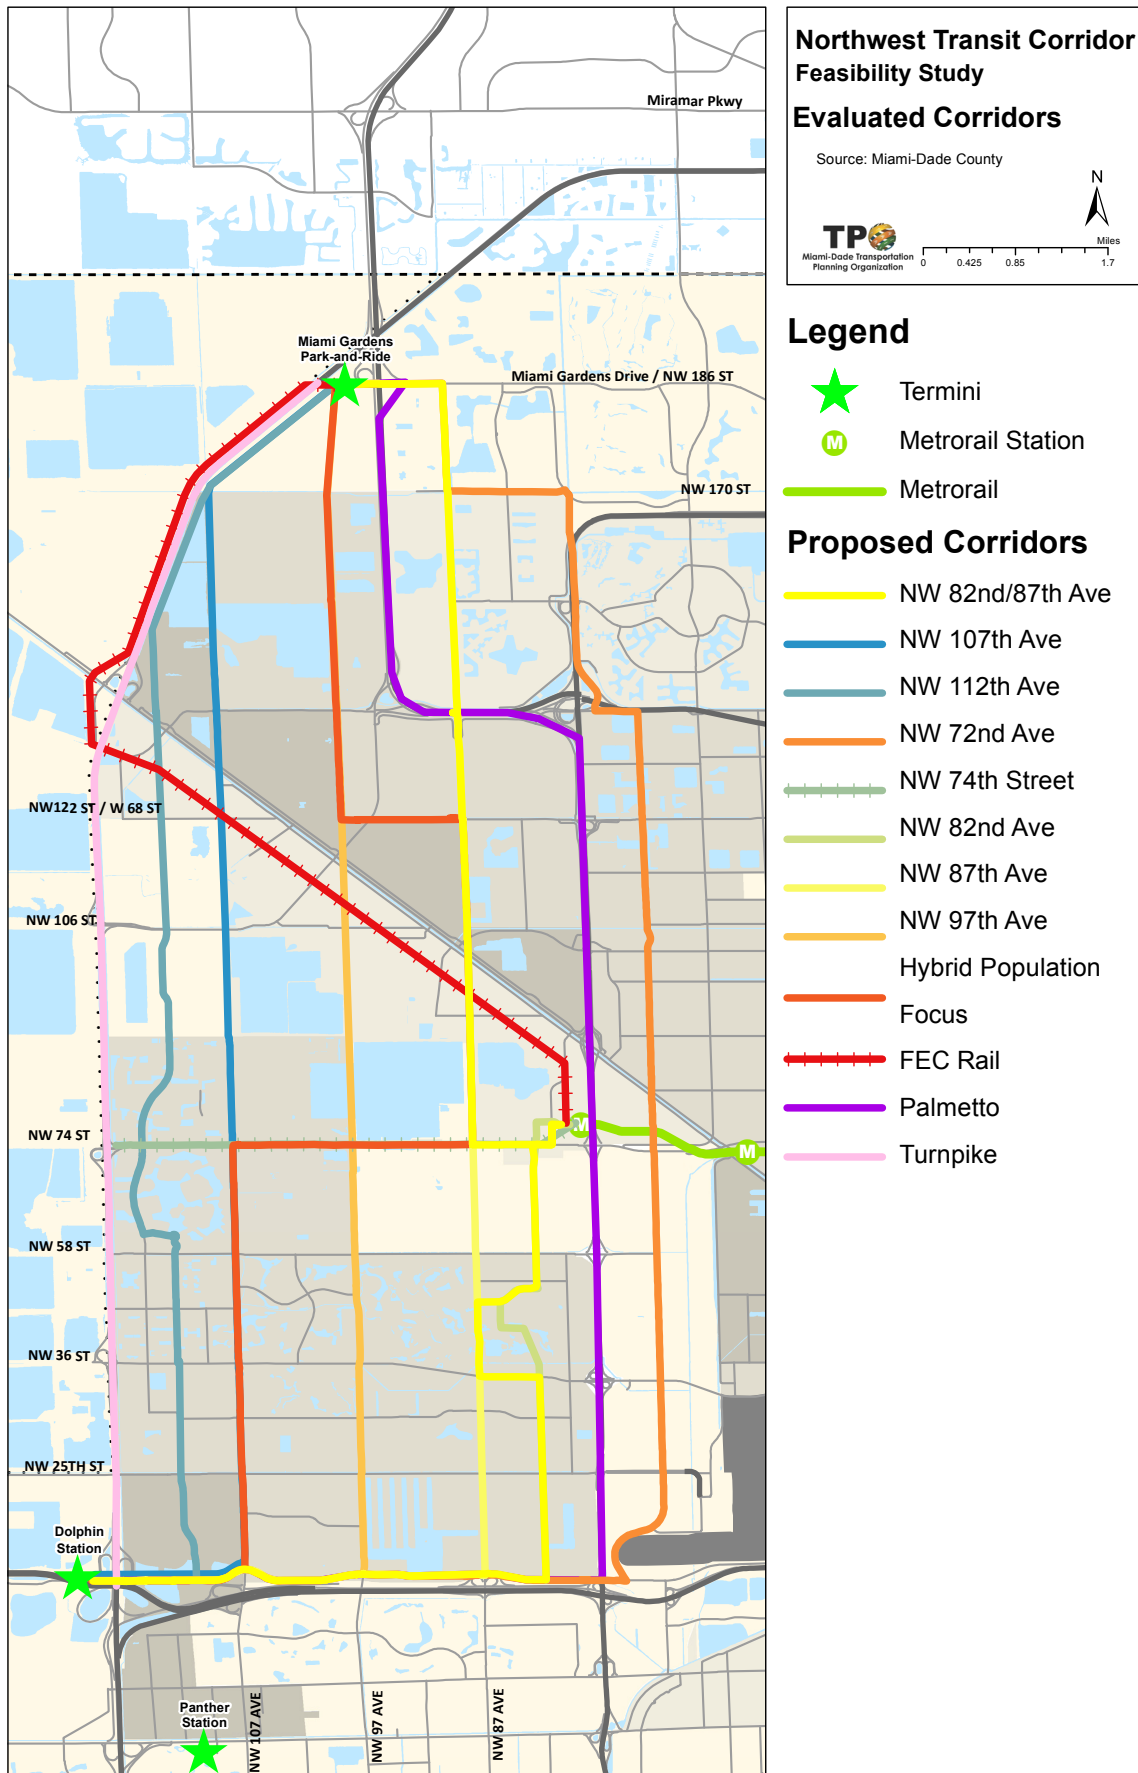 Northwest Transit Corridor
Feasibility Study
Evaluated Corridors
Source: Miami-Dade County
N
TPO
Miami-Dade Transportation
Planning Organization
Miles
0 0.425 0.85 1.7
Legend
Termini
M Metrorail Station
Metrorail
Proposed Corridors
NW 82nd/87th Ave
NW 107th Ave
NW 112th Ave
NW 72nd Ave
NW 74th Street
NW 82nd Ave
NW 87th Ave
NW 97th Ave
Hybrid Population
Focus
FEC Rail
Palmetto
Turnpike
Miramar Pkwy
Miami Gardens
Park-and-Ride
Miami Gardens Drive / NW 186 ST
NW 170 ST
NW122 ST / W 68 ST
NW 106 ST
M
M
NW 74 ST
NW 58 ST
NW 36 ST
NW 25TH ST
Dolphin
Station
Panther
Station
NW 107 AVE
NW 97 AVE
NW 87 AVE